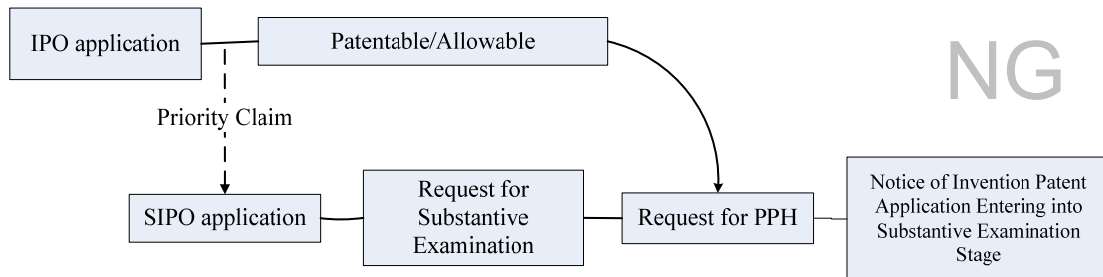 IPO application
Patentable/Allowable
NG
Priority Claim
SIPO application
Request for
Substantive
Examination
Request for PPH
Notice of Invention Patent
Application Entering into
Substantive Examination
Stage